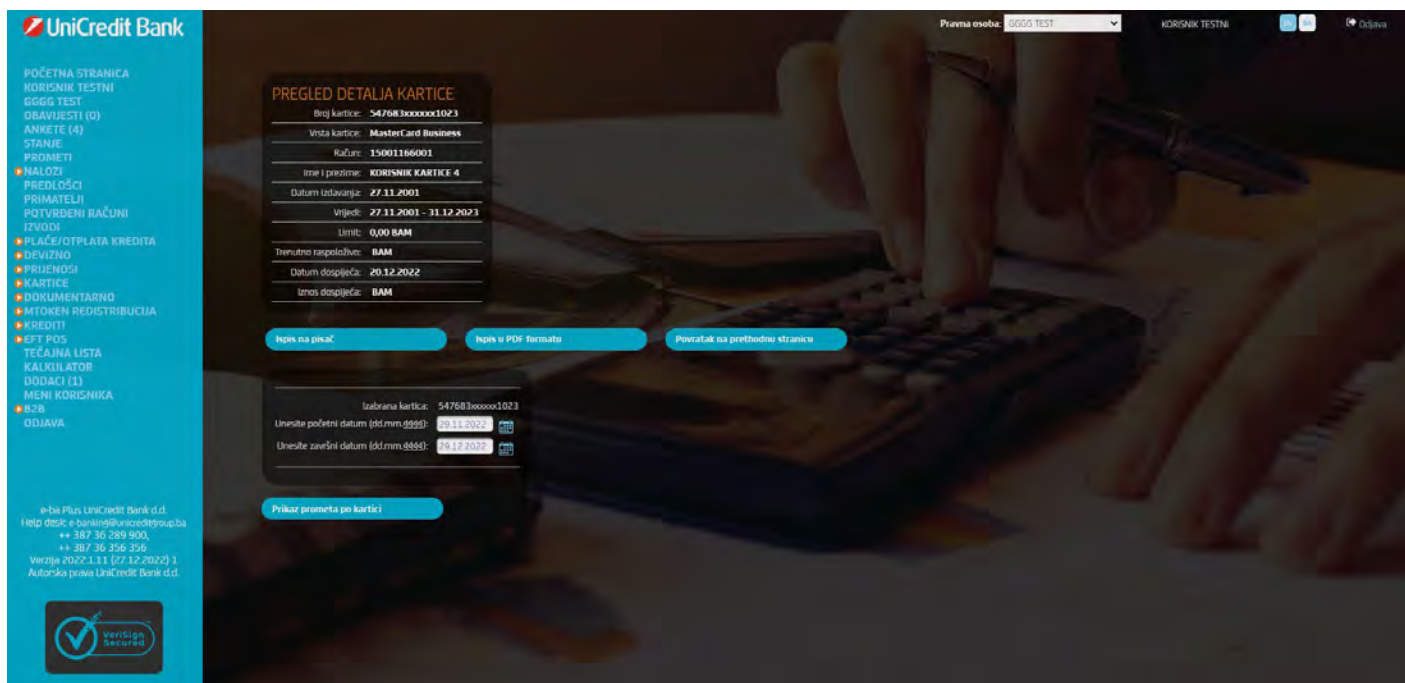 UniCredit Bank
Pravna osoba: GGGG TEST
KORISNIK TESTNI
Odjava
POČETNA STRANICA
KORISNIK TESTNI
GGGG TEST
OBAVIJESTI (0)
ANKETE (4)
STANJE
PROMETI
NALOZI
PREDLOŠCI
PRIMATELJI
POTVRĐENI RAČUNI
IZVODI
PLAĆE/OTPLATA KREDITA
DEVIZNO
PRIJENOSI
KARTICE
DOKUMENTARNO
MTOKEN REDISTRIBUCIJA
KREDITI
EFT POS
TEČAJNA LISTA
KALKULATOR
DODACI (1)
MENI KORISNIKA
B2B
ODJAVA
e-ba Plus UniCredit Bank d.d.
Help desk: e-banking@unicreditgroup.ba
++ 387 36 289 900,
++ 387 36 356 356
Verzija 2022.1.11 (27.12.2022) 1
Autorska prava UniCredit Bank d.d.
VeriSign
Secured
PREGLED DETALJA KARTICE
Broj kartice: 547683xxxxxx1023
Vrsta kartice: MasterCard Business
Račun: 15001166001
Ime i prezime: KORISNIK KARTICE 4
Datum izdavanja: 27.11.2001
Vrijedi: 27.11.2001 - 31.12.2023
Limit: 0,00 BAM
Trenutno raspoloživo: BAM
Datum dospijeća: 20.12.2022
Iznos dospijeća: BAM
Ispis na pisač
Ispis u PDF formatu
Povratak na prethodnu stranicu
Izabrana kartica: 547683xxxxxx1023
Unesite početni datum (dd.mm.gggg): 29.11.2022
Unesite završni datum (dd.mm.gggg): 29.12.2022
Prikaz prometa po kartici